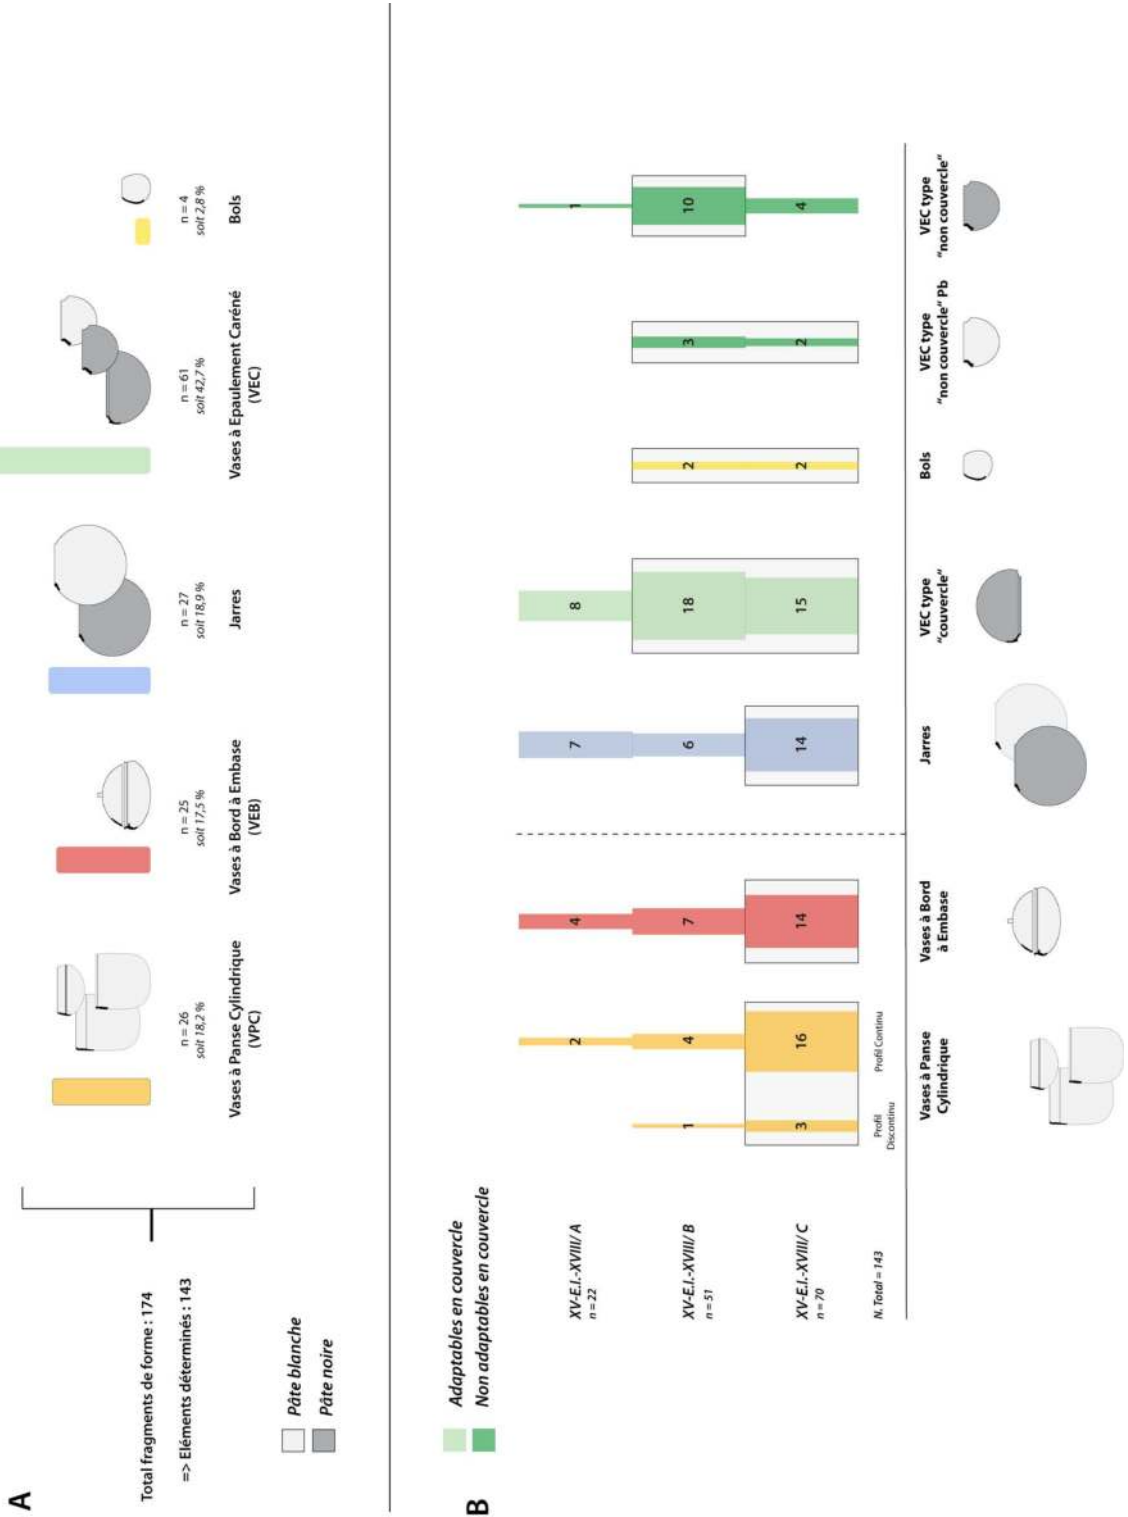 A
Total fragments de forme : 174
=> Eléments déterminés : 143
Pâte blanche
Pâte noire
n = 26
soit 18,2 %
Vases à Panse Cylindrique
(VPC)
n = 25
soit 17,5 %
Vases à Bord à Embase
(VEB)
n = 27
soit 18,9 %
Jarres
n = 61
soit 42,7 %
Vases à Epaulement Caréné
(VEC)
n = 4
soit 2,8 %
Bols
B
Adaptables en couvercle
Non adaptables en couvercle
XV-E.I.-XVIII/ A
n = 22
2
4
7
8
1
XV-E.I.-XVIII/ B
n = 51
1
4
7
6
18
2
3
10
XV-E.I.-XVIII/ C
n = 70
3
16
14
14
15
2
2
4
N. Total = 143
Profil
Discontinu
Profil Continu
Vases à Panse
Cylindrique
Vases à Bord
à Embase
Jarres
VEC type
"couvercle"
Bols
VEC type
"non couvercle" Pb
VEC type
"non couvercle"